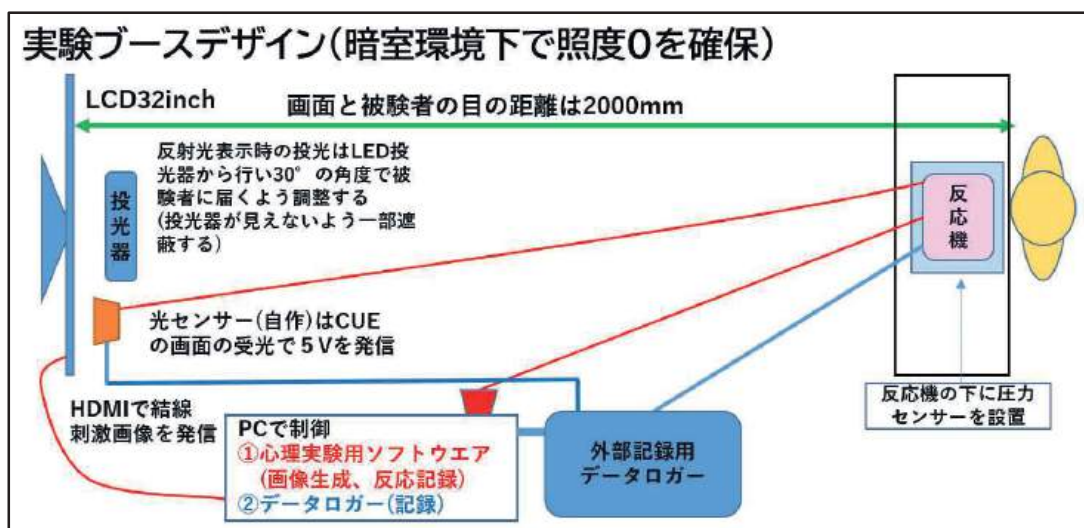 実験ブースデザイン(暗室環境下で照度0を確保)
LCD32inch
画面と被験者の目の距離は2000mm
反射光表示時の投光はLED投
光器から行い30°の角度で被
験者に届くよう調整する
(投光器が見えないよう一部遮
蔽する)
投
光
器
反
応
機
光センサー(自作)はCUE
の画面の受光で５Vを発信
反応機の下に圧力
センサーを設置
HDMIで結線
刺激画像を発信
PCで制御
①心理実験用ソフトウエア
(画像生成、反応記録)
②データロガー(記録)
外部記録用
データロガー